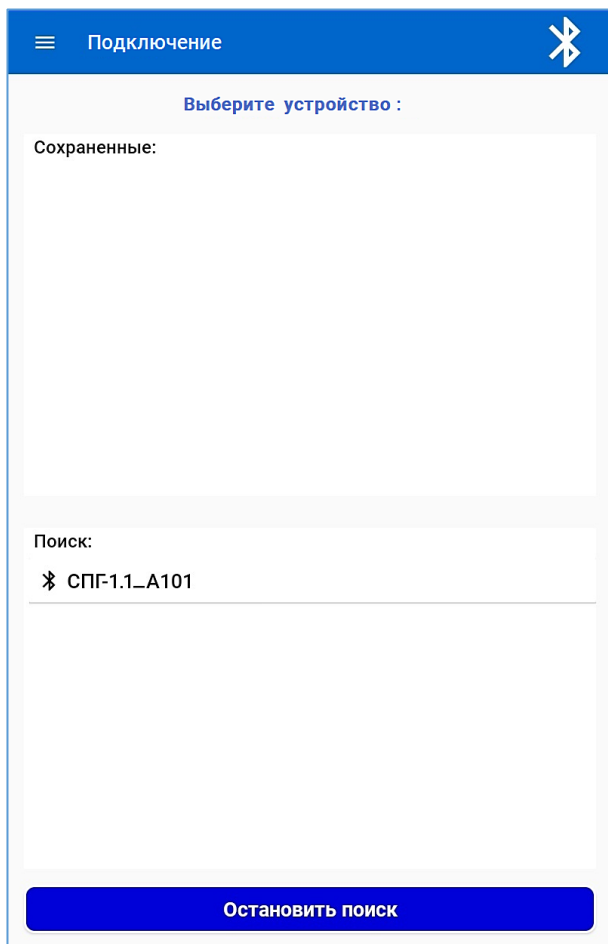 Подключение
Выберите устройство :
Сохраненные:
Поиск:
СПГ-1.1_А101
Остановить поиск